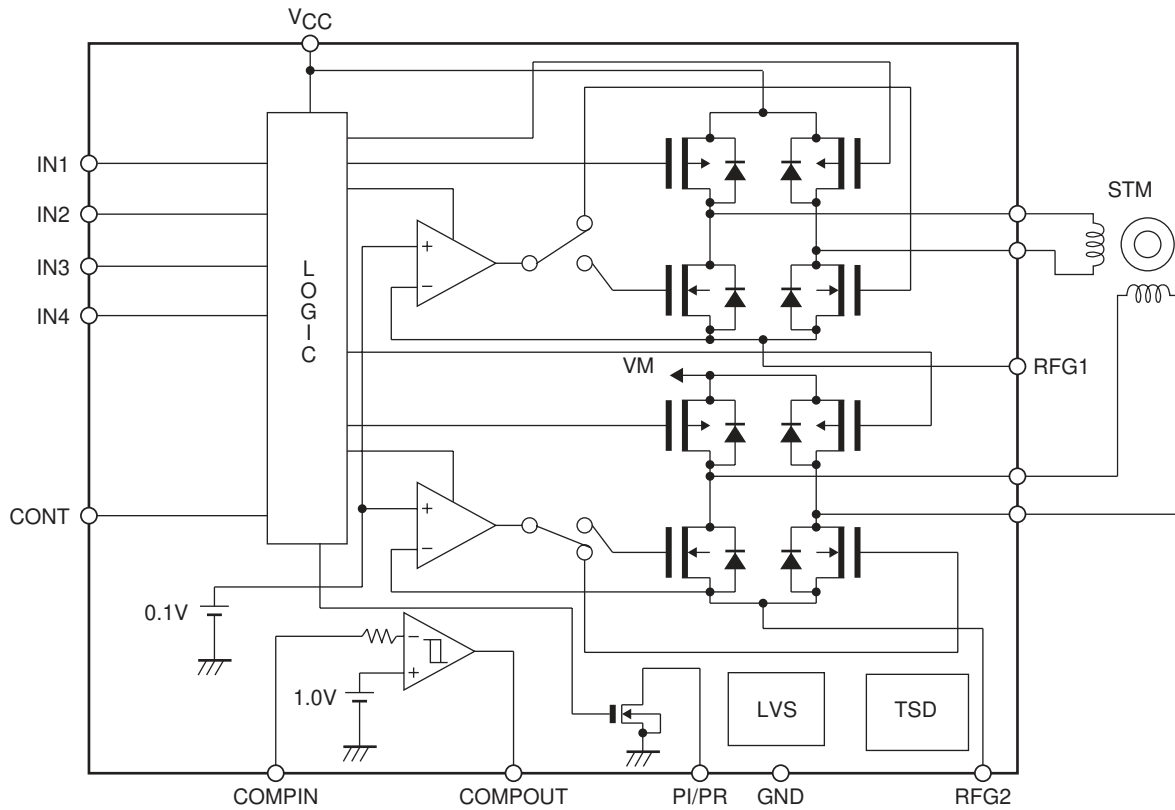 VCC
IN1
IN2
IN3
IN4
CONT
LOGIC
+
−
STM
VM
RFG1
+
−
0.1V
−
+
1.0V
LVS
TSD
COMPIN
COMPOUT
PI/PR
GND
RFG2